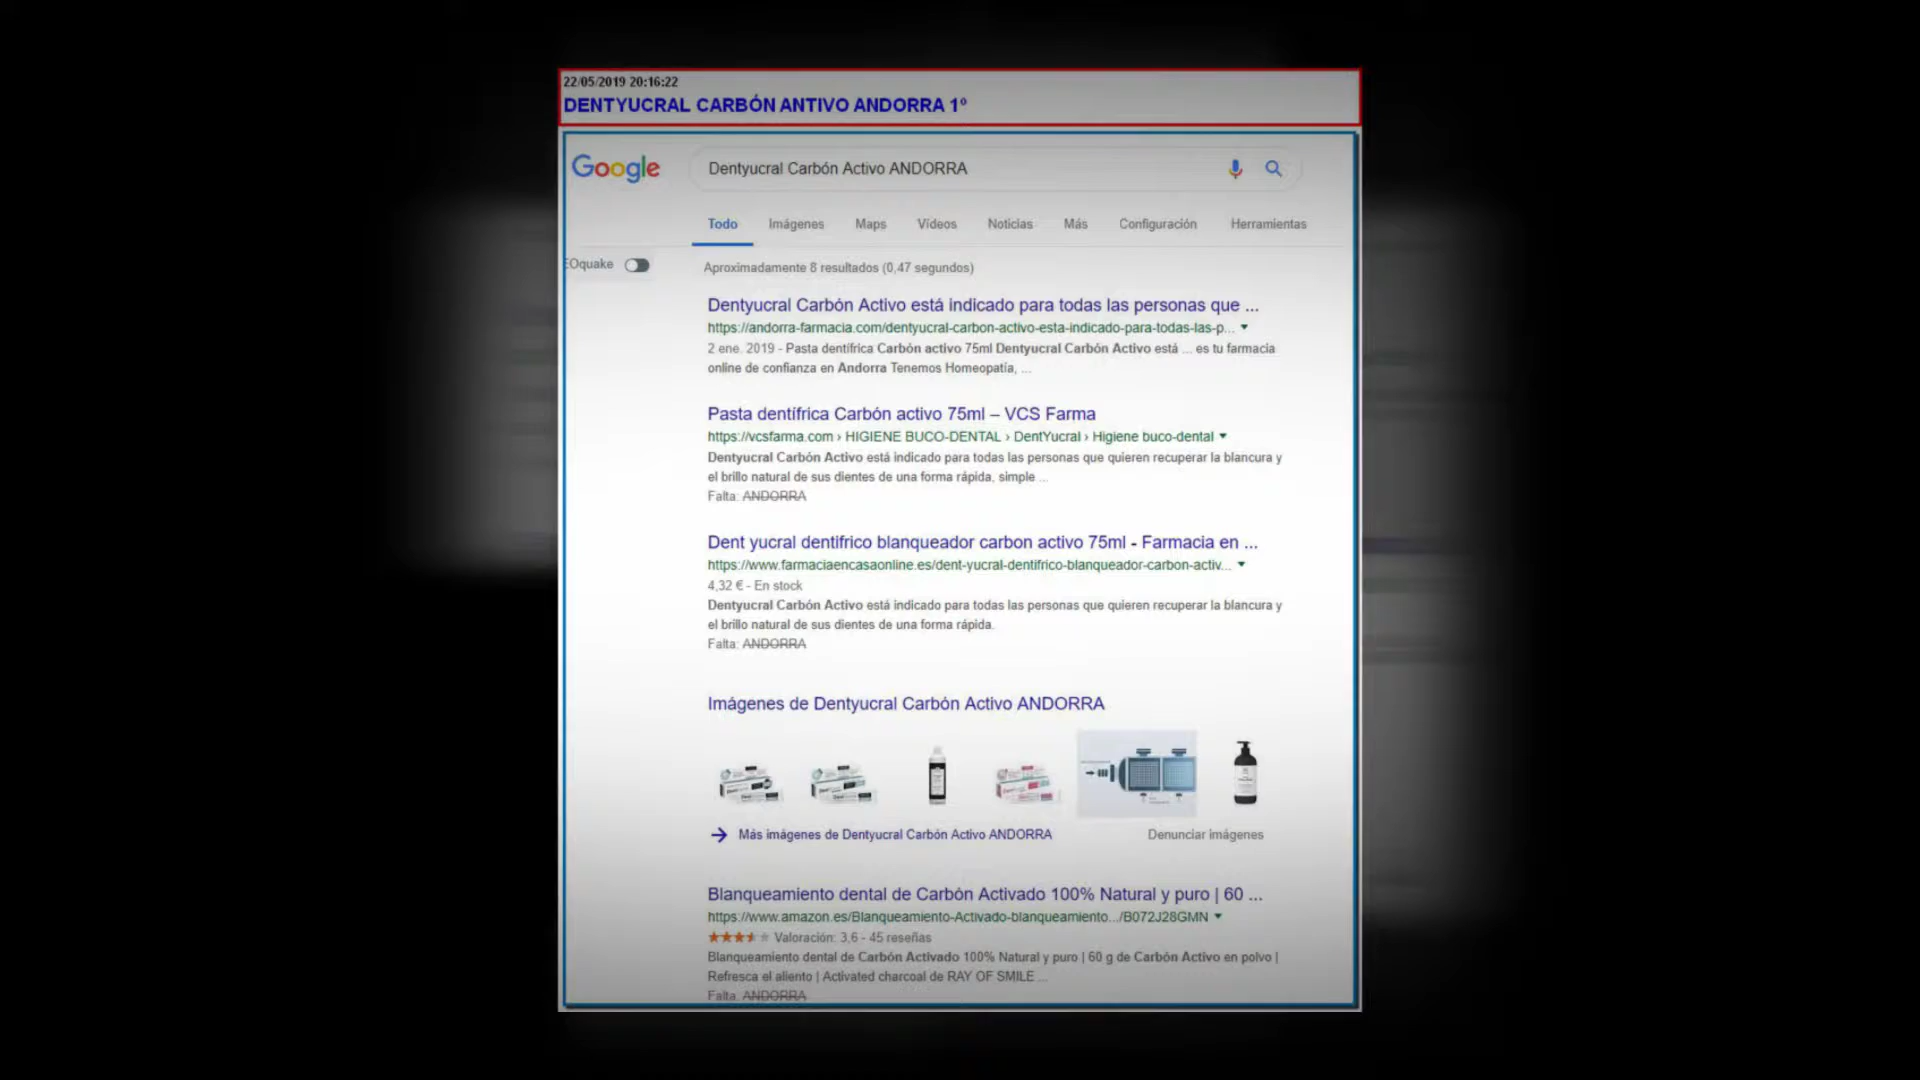 22/05/2019 20:16:22
DENTYUCRAL CARBÓN ANTIVO ANDORRA 1º
Google
Dentyucral Carbón Activo ANDORRA
Todo Imágenes Maps Vídeos Noticias Más Configuración Herramientas
EOquake
Aproximadamente 8 resultados (0,47 segundos)
Dentyucral Carbón Activo está indicado para todas las personas que ...
https://andorra-farmacia.com/dentyucral-carbon-activo-esta-indicado-para-todas-las-p...
2 ene. 2019 - Pasta dentífrica Carbón activo 75ml Dentyucral Carbón Activo está ... es tu farmacia
online de confianza en Andorra Tenemos Homeopatía, ...
Pasta dentífrica Carbón activo 75ml – VCS Farma
https://vcsfarma.com › HIGIENE BUCO-DENTAL › DentYucral › Higiene buco-dental
Dentyucral Carbón Activo está indicado para todas las personas que quieren recuperar la blancura y
el brillo natural de sus dientes de una forma rápida, simple ...
Falta: ANDORRA
Dent yucral dentifrico blanqueador carbon activo 75ml - Farmacia en ...
https://www.farmaciaencasaonline.es/dent-yucral-dentifrico-blanqueador-carbon-activ...
4,32 € - En stock
Dentyucral Carbón Activo está indicado para todas las personas que quieren recuperar la blancura y
el brillo natural de sus dientes de una forma rápida.
Falta: ANDORRA
Imágenes de Dentyucral Carbón Activo ANDORRA
Más imágenes de Dentyucral Carbón Activo ANDORRA Denunciar imágenes
Blanqueamiento dental de Carbón Activado 100% Natural y puro | 60 ...
https://www.amazon.es/Blanqueamiento-Activado-blanqueamiento.../B072J28GMN
Valoración: 3,6 - 45 reseñas
Blanqueamiento dental de Carbón Activado 100% Natural y puro | 60 g de Carbón Activo en polvo |
Refresca el aliento | Activated charcoal de RAY OF SMILE ...
Falta: ANDORRA